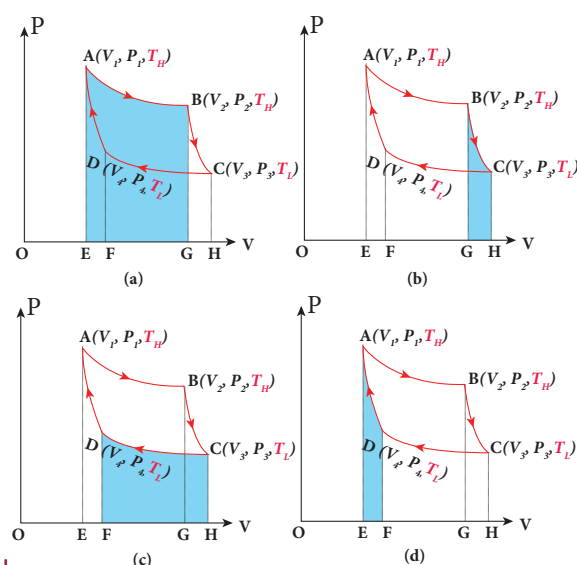 P
A(V1, P1, TH)
B(V2, P2, TH)
C(V3, P3, TL)
D (V4, P4, TL)
O E F G H V
(a)
P
A(V1, P1, TH)
B(V2, P2, TH)
C(V3, P3, TL)
D (V4, P4, TL)
O E F G H V
(b)
P
A(V1, P1, TH)
B(V2, P2, TH)
C(V3, P3, TL)
D (V4, P4, TL)
O E F G H V
(c)
P
A(V1, P1, TH)
B(V2, P2, TH)
C(V3, P3, TL)
D (V4, P4, TL)
O E F G H V
(d)